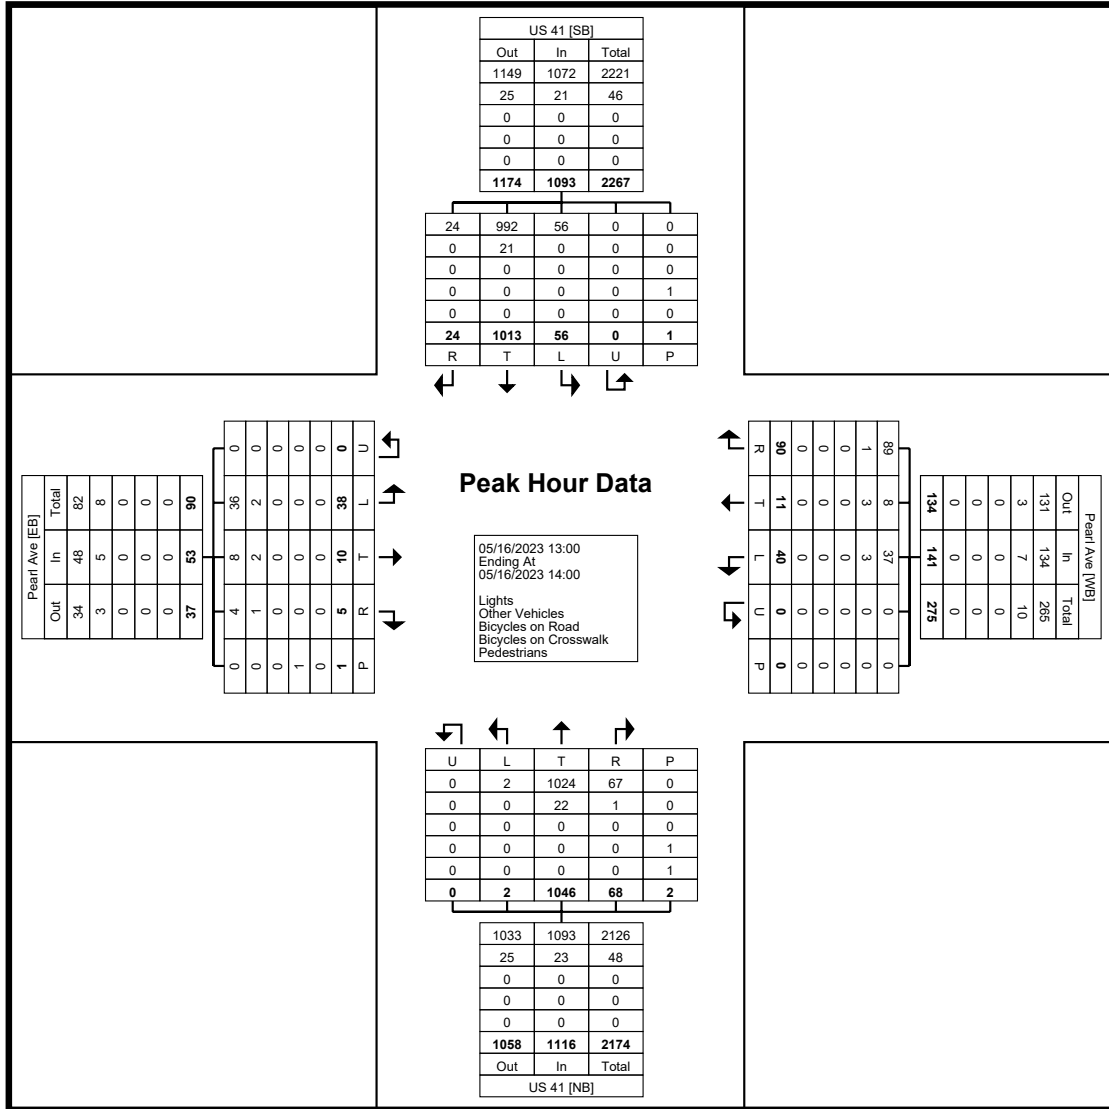 US 41 [SB]
Out In Total
1149 1072 2221
25 21 46
0 0 0
0 0 0
0 0 0
1174 1093 2267
24 992 56 0 0
0 21 0 0 0
0 0 0 0 0
0 0 0 0 1
0 0 0 0 0
24 1013 56 0 1
R T L U P
Pearl Ave [EB]
Total In Out
82 48 34
8 5 3
0 0 0
0 0 0
0 0 0
90 53 37
0 36 8 4 0
0 2 2 1 0
0 0 0 0 0
0 0 0 0 1
0 0 0 0 0
0 38 10 5 1
U L T R P
Peak Hour Data
05/16/2023 13:00
Ending At
05/16/2023 14:00
Lights
Other Vehicles
Bicycles on Road
Bicycles on Crosswalk
Pedestrians
Pearl Ave [WB]
Out In Total
131 134 265
3 7 10
0 0 0
0 0 0
0 0 0
134 141 275
89 8 37 0 0
1 3 3 0 0
0 0 0 0 0
0 0 0 0 0
0 0 0 0 0
90 11 40 0 0
R T L U P
U L T R P
0 2 1024 67 0
0 0 22 1 0
0 0 0 0 0
0 0 0 0 1
0 0 0 0 1
0 2 1046 68 2
1033 1093 2126
25 23 48
0 0 0
0 0 0
0 0 0
1058 1116 2174
Out In Total
US 41 [NB]